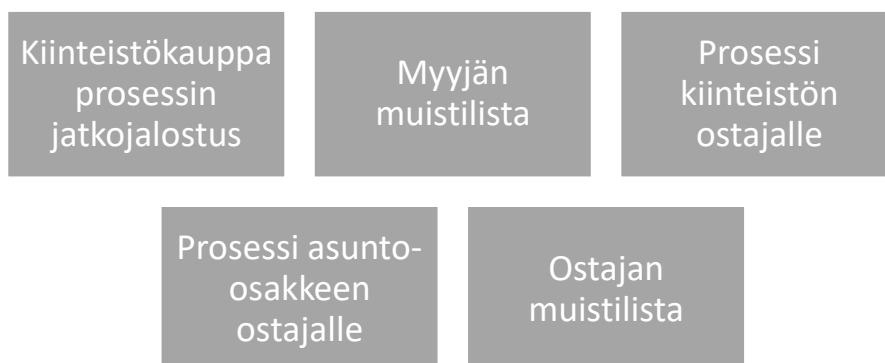 Kiinteistökauppa
prosessin
jatkojalostus
Myyjän
muistilista
Prosessi
kiinteistön
ostajalle
Prosessi asunto-
osakkeen
ostajalle
Ostajan
muistilista